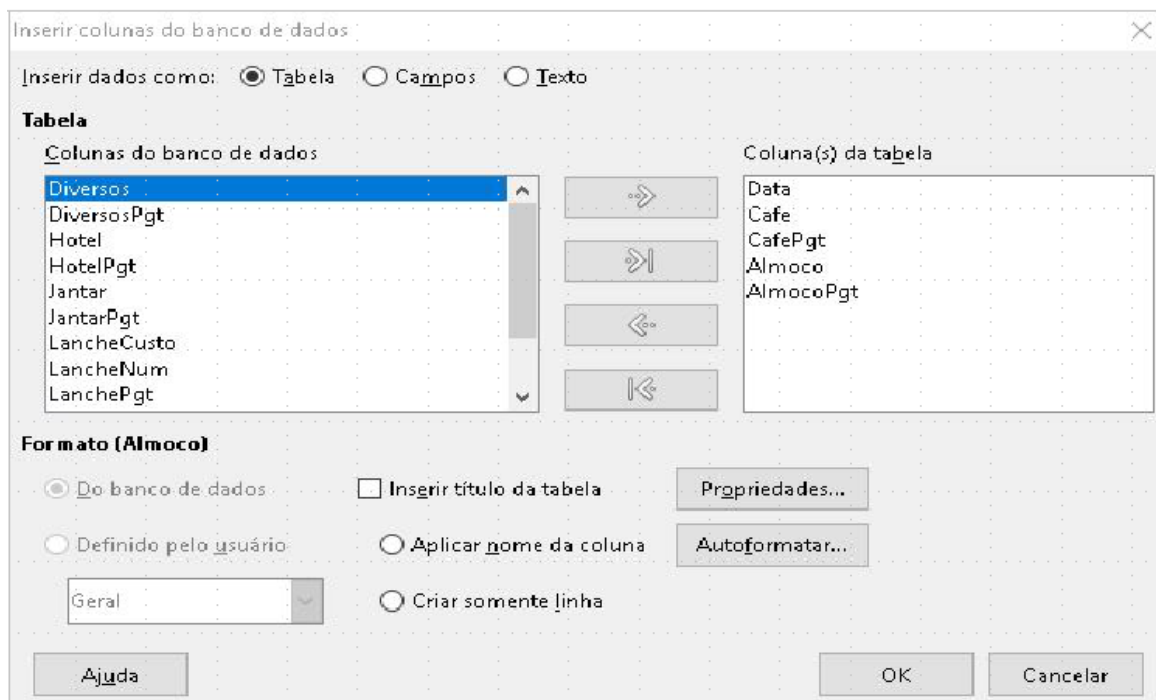 Inserir colunas do banco de dados
Inserir dados como: Tabela Campos Texto
Tabela
Colunas do banco de dados
Diversos
DiversosPgt
Hotel
HotelPgt
Jantar
JantarPgt
LancheCusto
LancheNum
LanchePgt
Coluna(s) da tabela
Data
Cafe
CafePgt
Almoco
AlmocoPgt
Formato (Almoco)
Do banco de dados
Definido pelo usuário
Geral
Inserir título da tabela
Aplicar nome da coluna
Criar somente linha
Propriedades...
Autoformatar...
Ajuda
OK
Cancelar